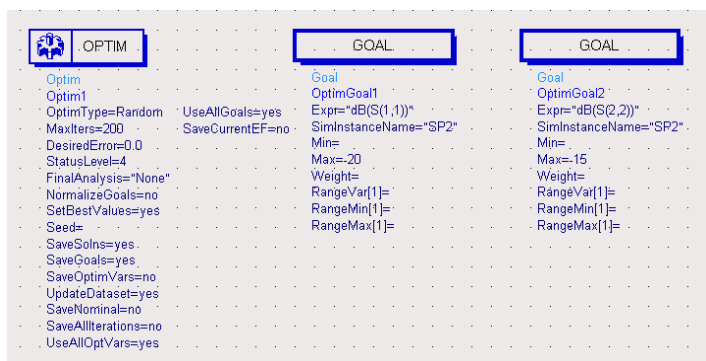 OPTIM
Optim
Optim1
OptimType=Random
MaxIters=200
DesiredError=0.0
StatusLevel=4
FinalAnalysis="None"
NormalizeGoals=no
SetBestValues=yes
Seed=
SaveSolns=yes
SaveGoals=yes
SaveOptimVars=no
UpdateDataset=yes
SaveNominal=no
SaveAllIterations=no
UseAllOptVars=yes
UseAllGoals=yes
SaveCurrentEF=no
GOAL
Goal
OptimGoal1
Expr="dB(S(1,1))"
SimInstanceName="SP2"
Min=
Max=-20
Weight=
RangeVar[1]=
RangeMin[1]=
RangeMax[1]=
GOAL
Goal
OptimGoal2
Expr="dB(S(2,2))"
SimInstanceName="SP2"
Min=
Max=-15
Weight=
RangeVar[1]=
RangeMin[1]=
RangeMax[1]=